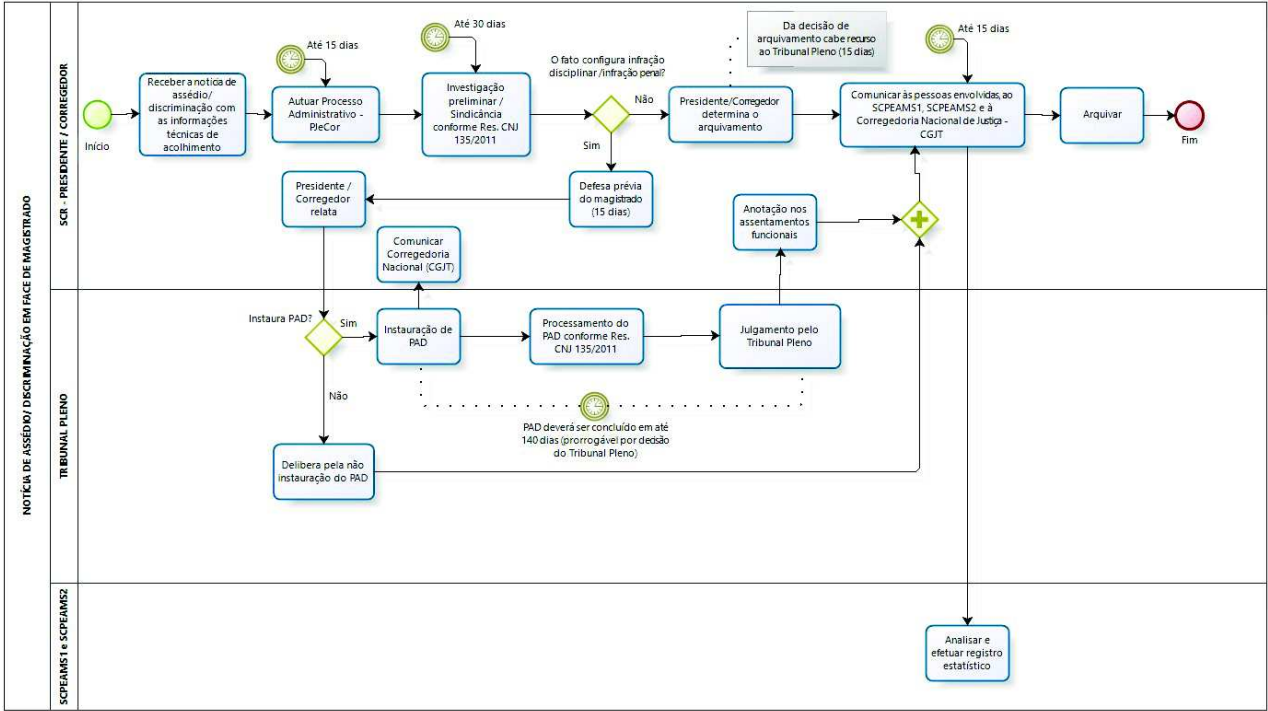 NOTÍCIA DE ASSÉDIO/ DISCRIMINAÇÃO EM FACE DE MAGISTRADO
SCR - PRESIDENTE / CORREGEDOR
Início
Receber a notícia de
assédio/
discriminação com
as informações
técnicas de
acolhimento
Até 15 dias
Autuar Processo
Administrativo -
PJeCor
Até 30 dias
Investigação
preliminar /
Sindicância
conforme Res. CNJ
135/2011
O fato configura infração
disciplinar /infração penal?
Não
Sim
Presidente/Corregedor
determina o
arquivamento
Da decisão de
arquivamento cabe recurso
ao Tribunal Pleno (15 dias)
Até 15 dias
Comunicar às pessoas envolvidas, ao
SCPEAMS1, SCPEAMS2 e à
Corregedoria Nacional de Justiça -
CGJT
Arquivar
Fim
Defesa prévia
do magistrado
(15 dias)
Presidente /
Corregedor
relata
Comunicar
Corregedoria
Nacional (CGJT)
Anotação nos
assentamentos
funcionais
TRIBUNAL PLENO
Instaura PAD?
Sim
Não
Instauração de
PAD
Processamento do
PAD conforme Res.
CNJ 135/2011
Julgamento pelo
Tribunal Pleno
PAD deverá ser concluído em até
140 dias (prorrogável por decisão
do Tribunal Pleno)
Delibera pela não
instauração do PAD
SCPEAMS1 e SCPEAMS2
Analisar e
efetuar registro
estatístico